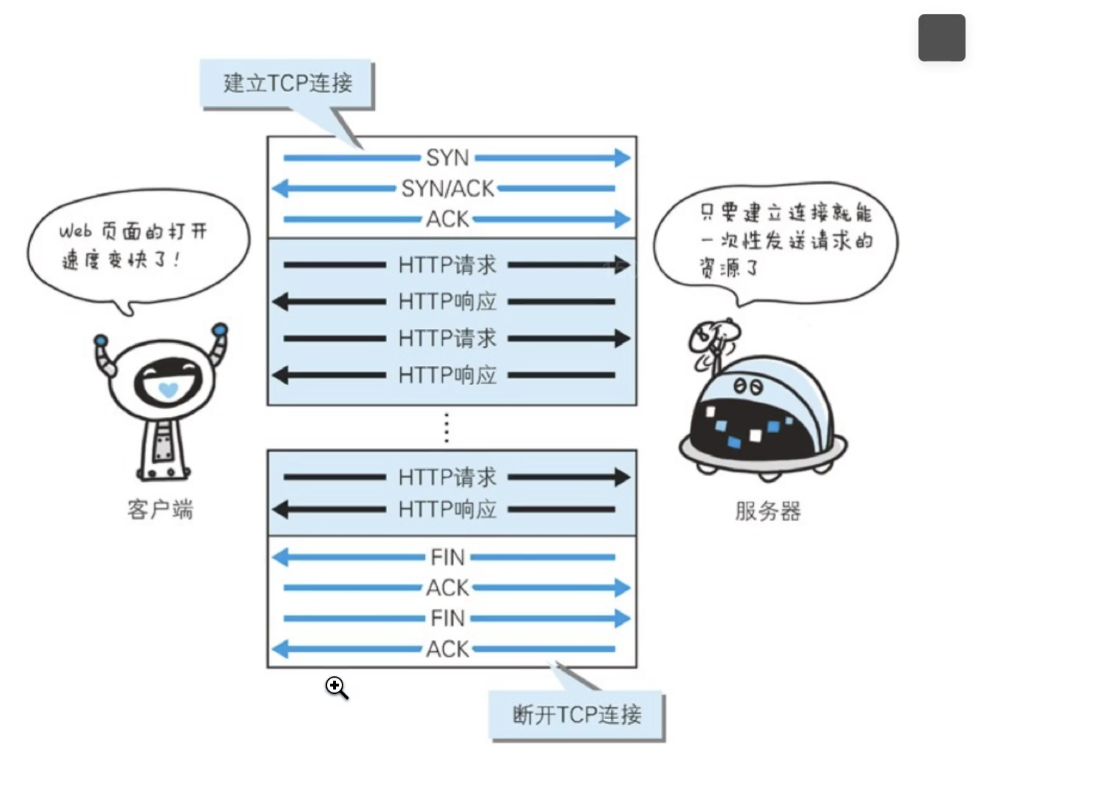 建立TCP连接
SYN
SYN/ACK
ACK
Web 页面的打开
速度变快了!
只要建立连接就能
一次性发送请求的
资源了
HTTP请求
HTTP响应
HTTP请求
HTTP响应
HTTP请求
HTTP响应
客户端
服务器
FIN
ACK
FIN
ACK
断开TCP连接